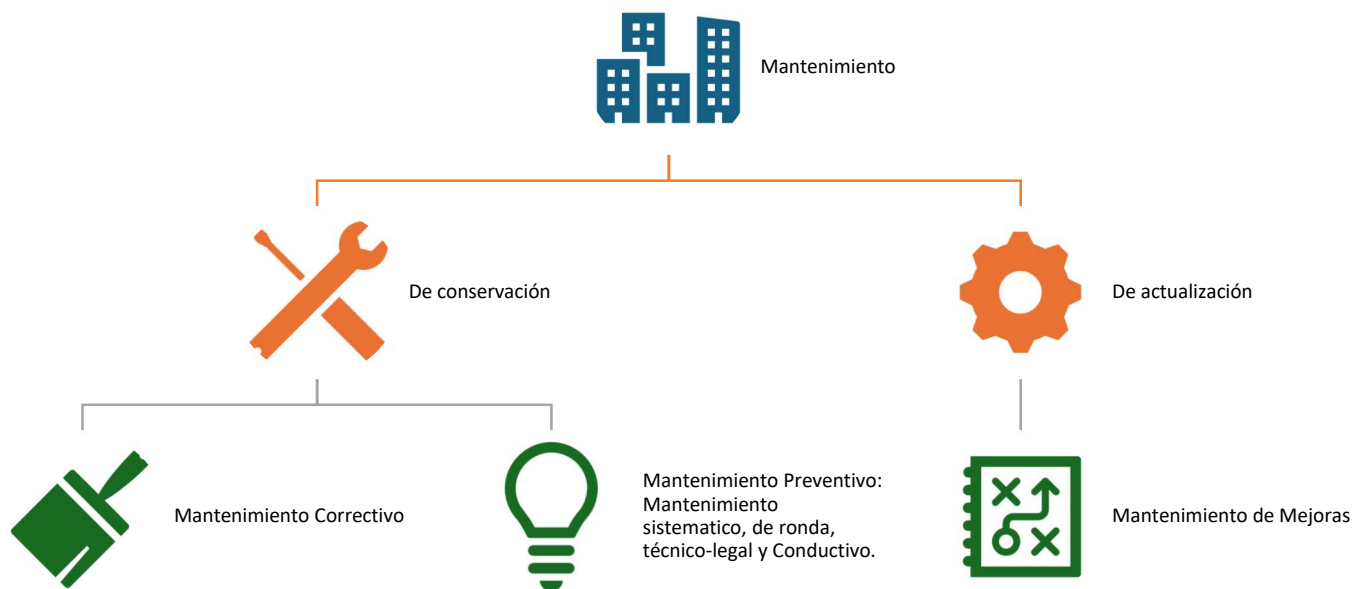 Mantenimiento
De conservación
De actualización
Mantenimiento Correctivo
Mantenimiento Preventivo:
Mantenimiento
sistematico, de ronda,
técnico-legal y Conductivo.
Mantenimiento de Mejoras